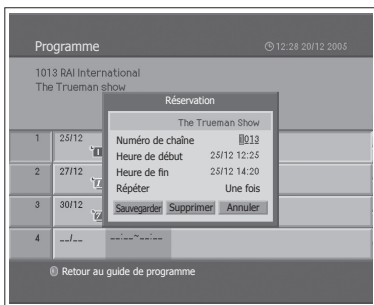 Programme
12:28 20/12 2005
1013 RAI International
The Trueman show
Réservation
The Trueman Show
Numéro de chaîne 1013
Heure de début 25/12 12:25
Heure de fin 25/12 14:20
Répéter Une fois
Sauvegarder Supprimer Annuler
1 25/12
2 27/12
3 30/12
4 --/-- --:--~--:--
Retour au guide de programme